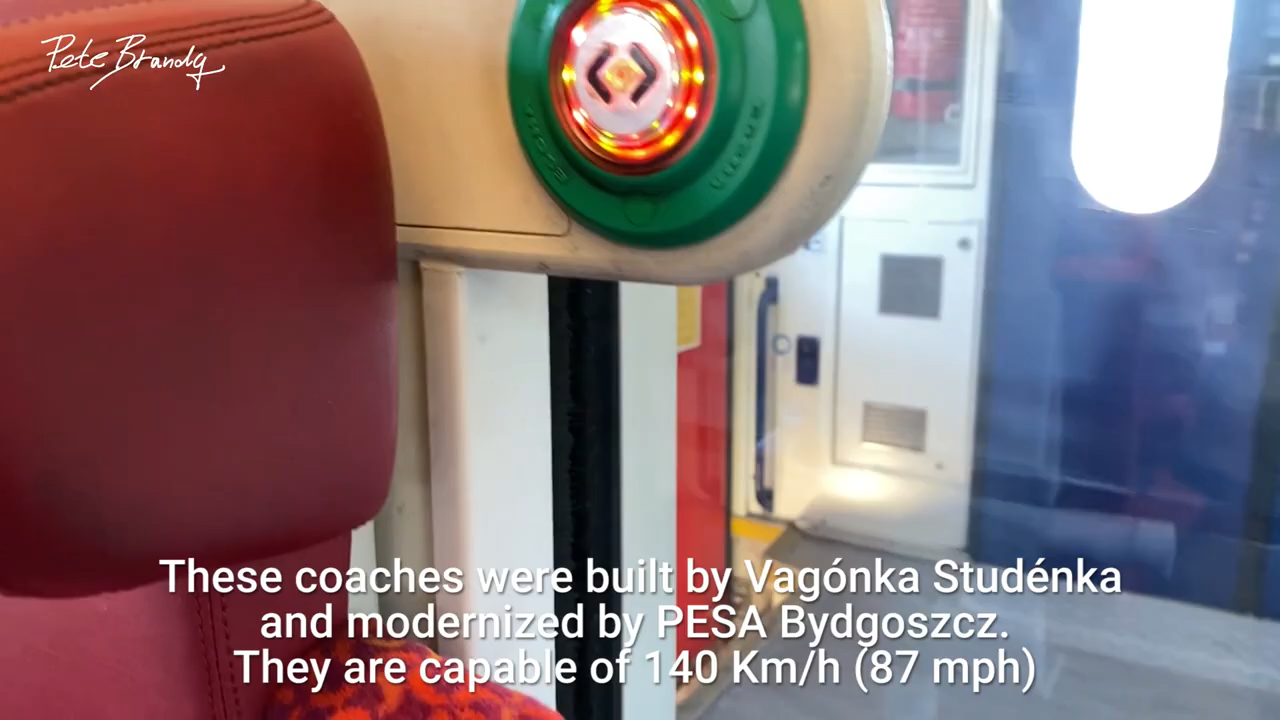 Pete Brandy
These coaches were built by Vagónka Studénka
and modernized by PESA Bydgoszcz.
They are capable of 140 Km/h (87 mph)